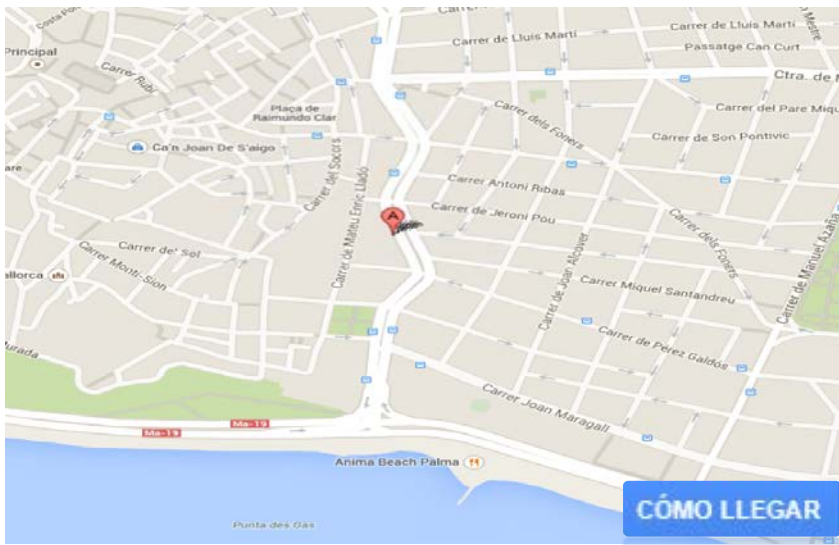 Carrer de Lluís Martí
Carrer de Lluís Martí
Passatge Can Curt
Principal
Carrer Rubí
Ctra. de
Plaça de
Raimundo Clar
Carrer dels Foners
Carrer del Pare
Carrer de Son Pontivic
Ca'n Joan De S'aigo
Carrer del Socors
Carrer de Mateu Enric Lladó
Carrer Antoni Ribas
Carrer de Jeroni Pou
A
Carrer dels Foners
Carrer de Manuel Azaña
Carrer de' Sol
Carrer Monti-Sion
allorca
Carrer de Joan Alcover
Carrer Miquel Santandreu
Carrer de Pérez Galdós
Murada
Carrer Joan Maragall
Ma-19
Ma-19
Anima Beach Palma
Punta des Gas
CÓMO LLEGAR